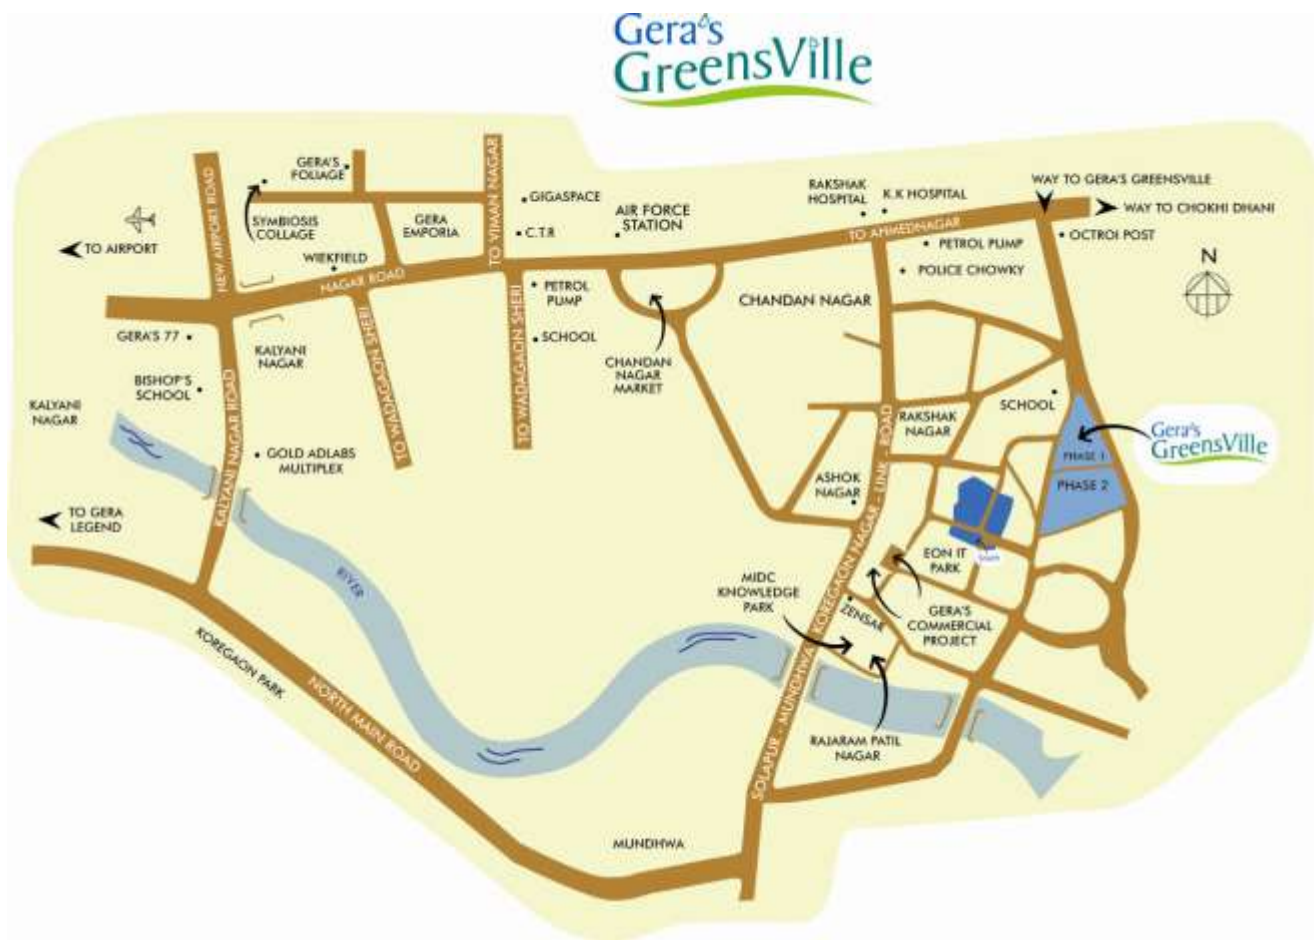 Gera's
GreensVille
GERA'S
FOLIAGE
NEW AIRPORT ROAD
SYMBIOSIS
COLLAGE
GERA
EMPORIA
TO VIMAN NAGAR
GIGASPACE
C.T.R
AIR FORCE
STATION
RAKSHAK
HOSPITAL
K.K HOSPITAL
WAY TO GERA'S GREENSVILLE
WAY TO CHOKHI DHANI
TO AHMEDNAGAR
OCTROI POST
PETROL PUMP
POLICE CHOWKY
N
TO AIRPORT
WIEKFIELD
NAGAR ROAD
PETROL
PUMP
SCHOOL
CHANDAN NAGAR
GERA'S 77
KALYANI
NAGAR
TO WADAGAON SHERI
TO WADAGAON SHERI
CHANDAN
NAGAR
MARKET
BISHOP'S
SCHOOL
KALYANI
NAGAR
KALYANI NAGAR ROAD
GOLD ADLABS
MULTIPLEX
RAKSHAK
NAGAR
SCHOOL
Gera's
GreensVille
PHASE 1
PHASE 2
ASHOK
NAGAR
TO GERA
LEGEND
EON IT
PARK
MIDC
KNOWLEDGE
PARK
ZENSAR
GERA'S
COMMERCIAL
PROJECT
RIVER
KOREGAON PARK
NORTH MAIN ROAD
SOLAPUR - MUNDHWA KOREGAON NAGAR - LINK - ROAD
RAJARAM PATIL
NAGAR
MUNDHWA